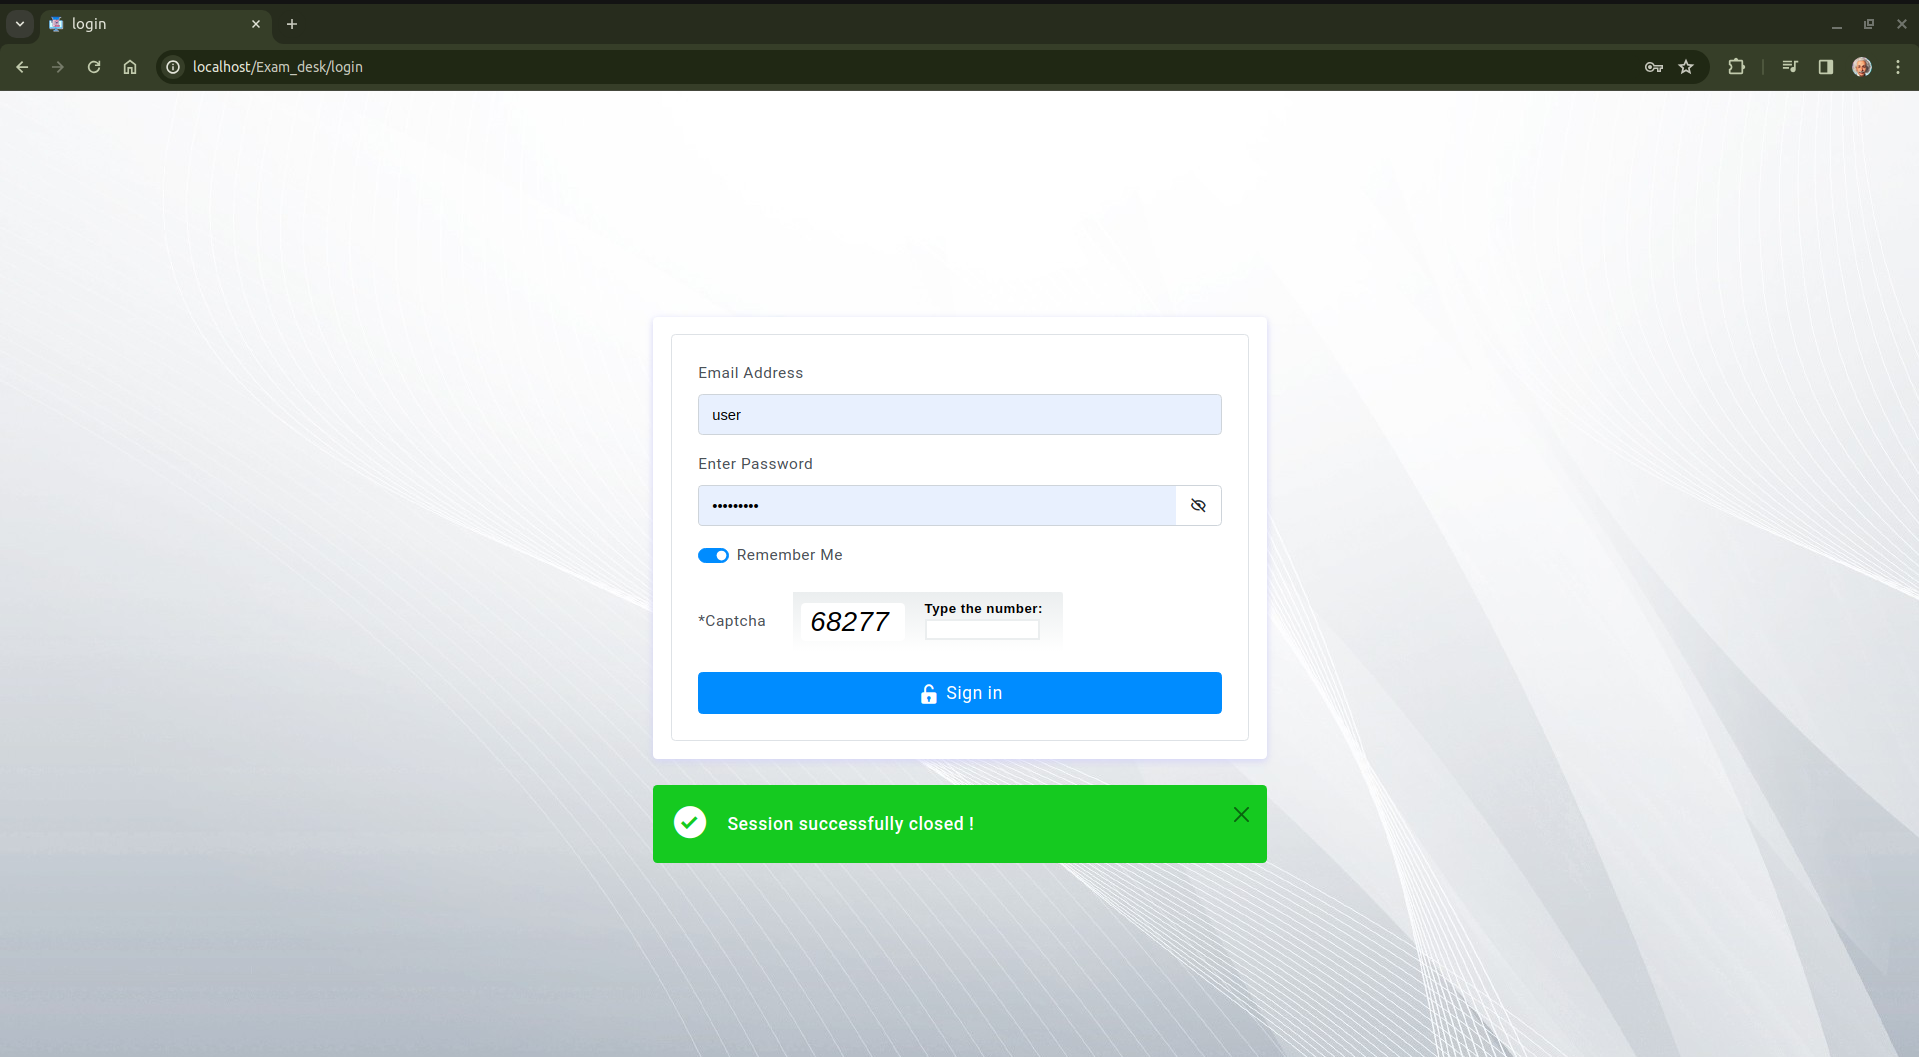 login
localhost/Exam_desk/login
Email Address
user
Enter Password
•••••••••
Remember Me
*Captcha
68277
Type the number:
Sign in
Session successfully closed !